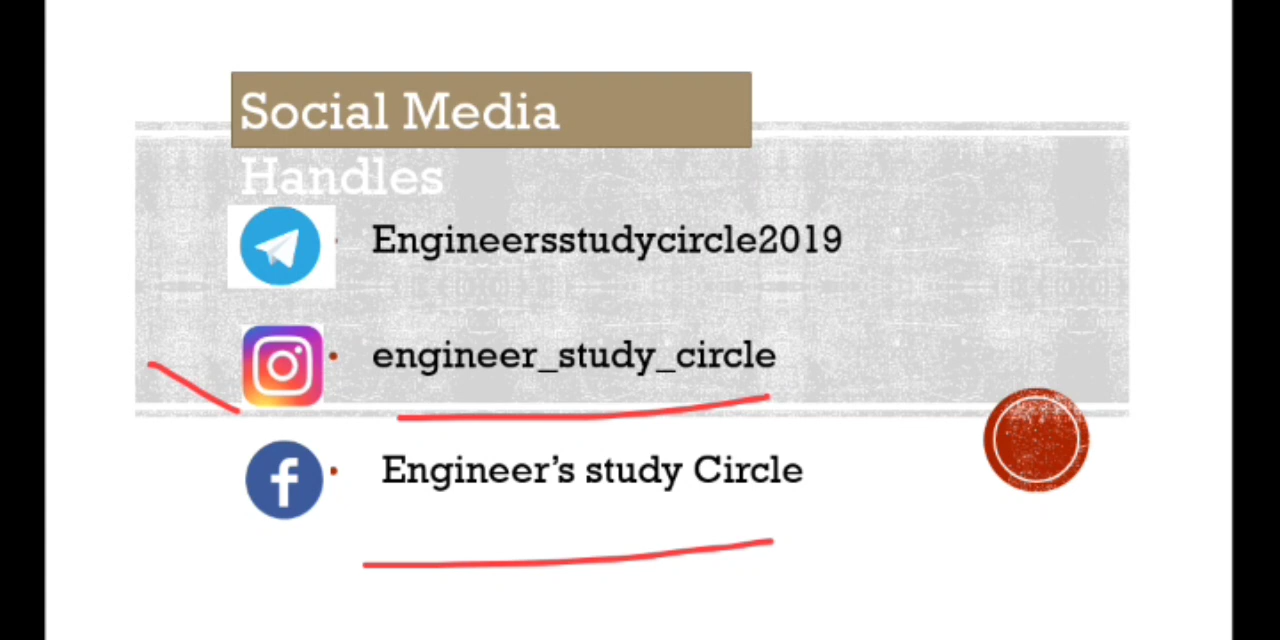 Social Media
Handles
Engineersstudycircle2019
engineer_study_circle
Engineer’s study Circle